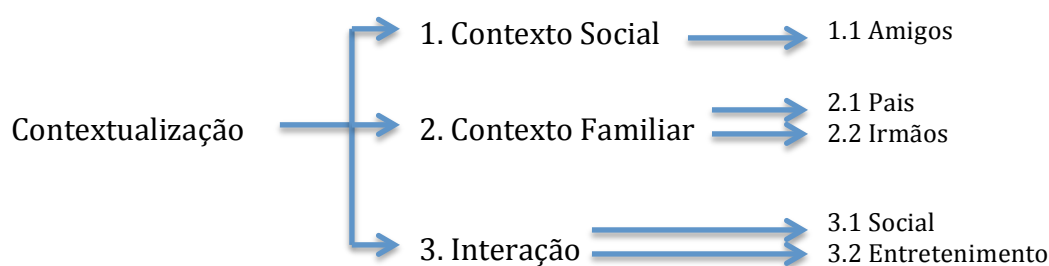 1. Contexto Social
1.1 Amigos
Contextualização
2. Contexto Familiar
2.1 Pais
2.2 Irmãos
3. Interação
3.1 Social
3.2 Entretenimento